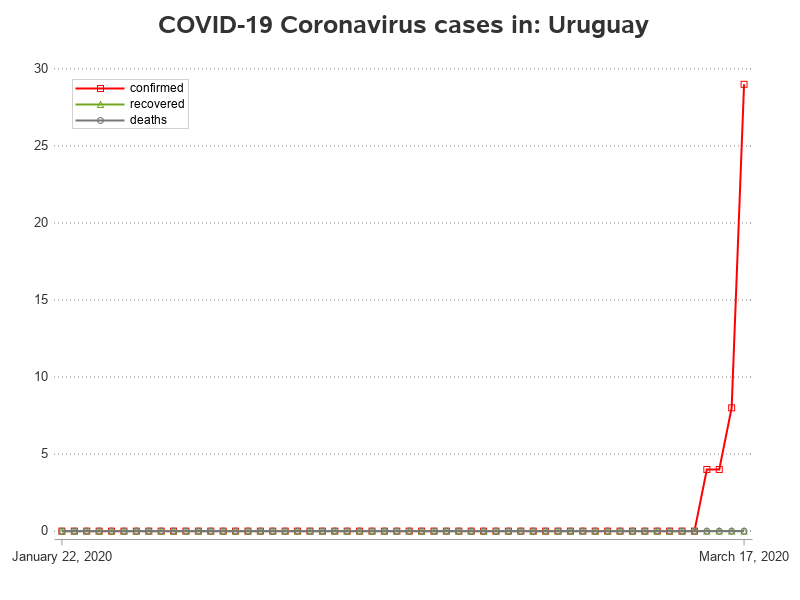 COVID-19 Coronavirus cases in: Uruguay
30
confirmed
recovered
deaths
25
20
15
10
5
0
January 22, 2020
March 17, 2020